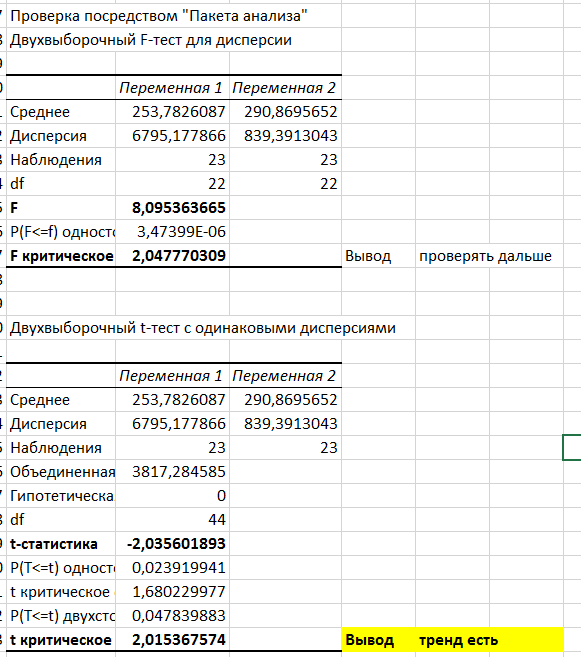 Проверка посредством "Пакета анализа"
Двухвыборочный F-тест для дисперсии
Переменная 1 Переменная 2
Среднее 253,7826087 290,8695652
Дисперсия 6795,177866 839,3913043
Наблюдения 23 23
df 22 22
F 8,095363665
P(F<=f) одност 3,47399E-06
F критическое 2,047770309 Вывод проверять дальше
Двухвыборочный t-тест с одинаковыми дисперсиями
Переменная 1 Переменная 2
Среднее 253,7826087 290,8695652
Дисперсия 6795,177866 839,3913043
Наблюдения 23 23
Объединенная 3817,284585
Гипотетическа 0
df 44
t-статистика -2,035601893
P(T<=t) одност 0,023919941
t критическое 1,680229977
P(T<=t) двухст 0,047839883
t критическое 2,015367574 Вывод тренд есть